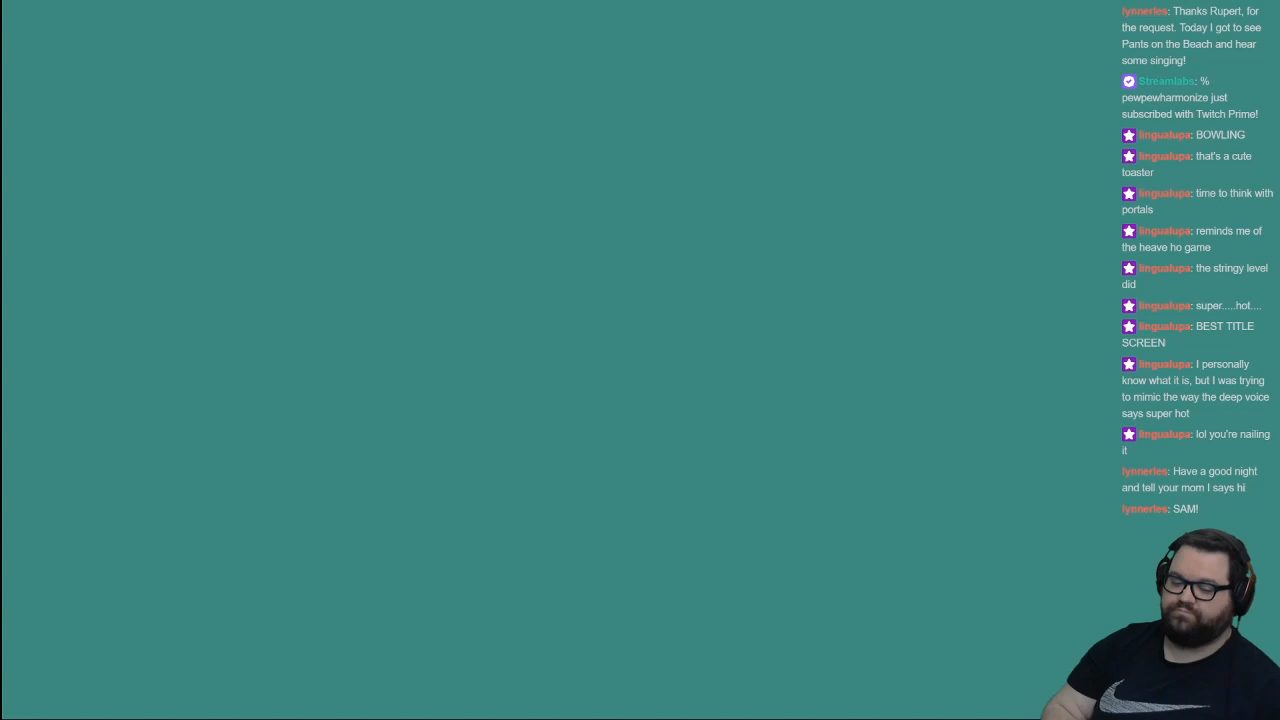 lynneries: Thanks Rupert, for
the request. Today I got to see
Pants on the Beach and hear
some singing!
Streamlabs: %
pewpewharmonize just
subscribed with Twitch Prime!
lingualupa: BOWLING
lingualupa: that's a cute
toaster
lingualupa: time to think with
portals
lingualupa: reminds me of
the heave ho game
lingualupa: the stringy level
did
lingualupa: super.....hot....
lingualupa: BEST TITLE
SCREEN
lingualupa: I personally
know what it is, but I was trying
to mimic the way the deep voice
says super hot
lingualupa: lol you're nailing
it
lynneries: Have a good night
and tell your mom I says hi
lynneries: SAM!